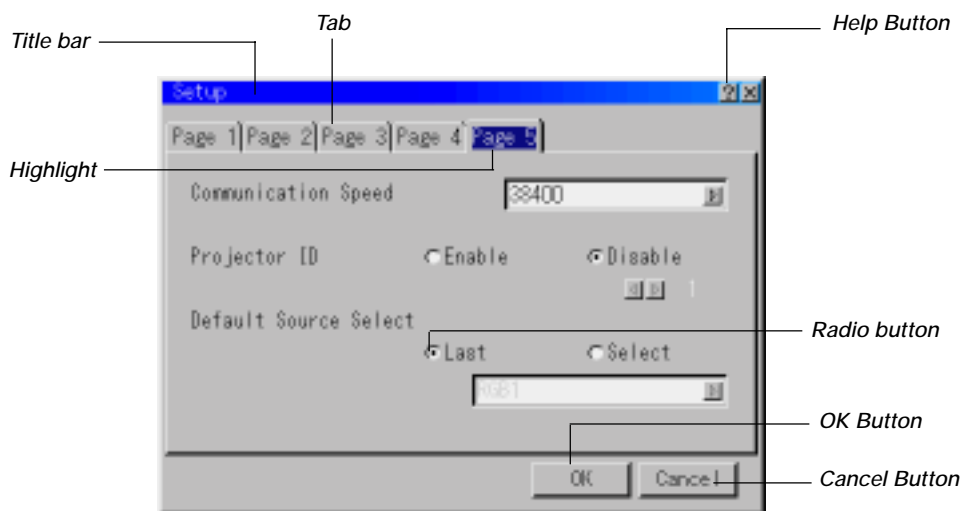 Tab
Help Button
Title bar
Setup
Page 1 Page 2 Page 3 Page 4 Page 5
Highlight
Communication Speed 38400
Projector ID Enable Disable
1
Default Source Select
Radio button
Last Select
RGB1
OK Button
OK Cancel
Cancel Button